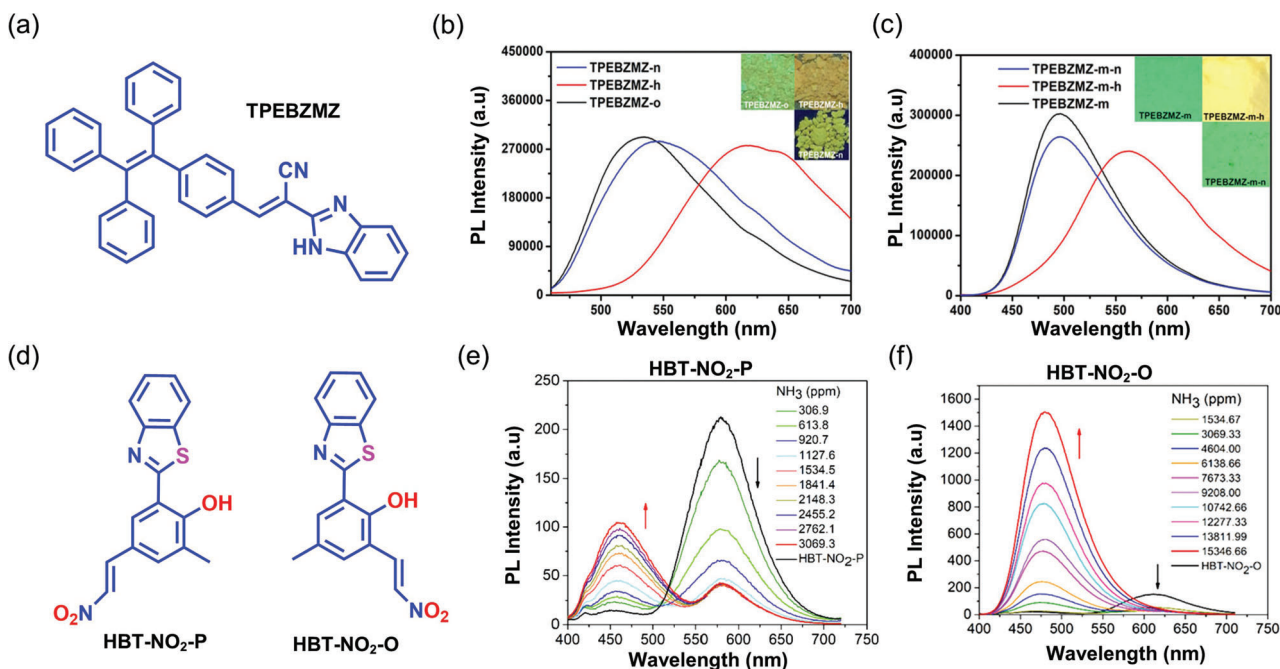 (a)
TPEBZMZ
CN
N
HN
(b)
PL Intensity (a.u)
450000
360000
270000
180000
90000
0
TPEBZMZ-n
TPEBZMZ-h
TPEBZMZ-o
TPEBZMZ-o
TPEBZMZ-h
TPEBZMZ-n
500 550 600 650 700
Wavelength (nm)
(c)
PL Intensity (a.u)
400000
300000
200000
100000
0
TPEBZMZ-m-n
TPEBZMZ-m-h
TPEBZMZ-m
TPEBZMZ-m
TPEBZMZ-m-h
TPEBZMZ-m-n
400 450 500 550 600 650 700
Wavelength (nm)
(d)
N S
OH
O₂N
HBT-NO₂-P
N S
OH
NO₂
HBT-NO₂-O
(e)
HBT-NO₂-P
PL Intensity (a.u)
250
200
150
100
50
0
NH₃ (ppm)
306.9
613.8
920.7
1127.6
1534.5
1841.4
2148.3
2455.2
2762.1
3069.3
HBT-NO₂-P
400 450 500 550 600 650 700 750
Wavelength (nm)
(f)
HBT-NO₂-O
PL Intensity (a.u)
1600
1400
1200
1000
800
600
400
200
0
NH₃ (ppm)
1534.67
3069.33
4604.00
6138.66
7673.33
9208.00
10742.66
12277.33
13811.99
15346.66
HBT-NO₂-O
400 450 500 550 600 650 700 750
Wavelength (nm)